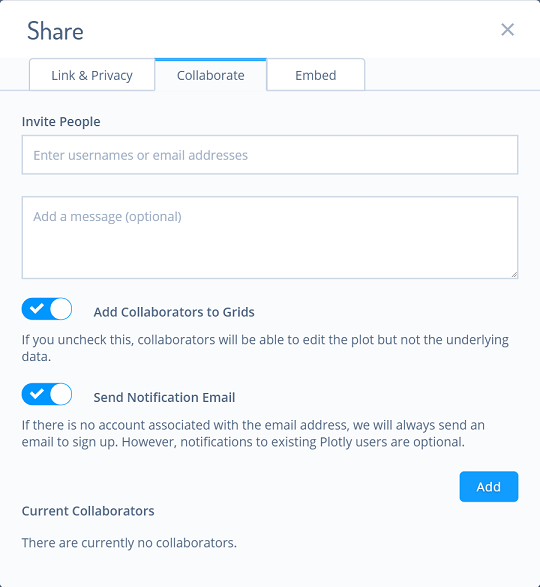 Share
Link & Privacy
Collaborate
Embed
Invite People
Enter usernames or email addresses
Add a message (optional)
Add Collaborators to Grids
If you uncheck this, collaborators will be able to edit the plot but not the underlying
data.
Send Notification Email
If there is no account associated with the email address, we will always send an
email to sign up. However, notifications to existing Plotly users are optional.
Add
Current Collaborators
There are currently no collaborators.